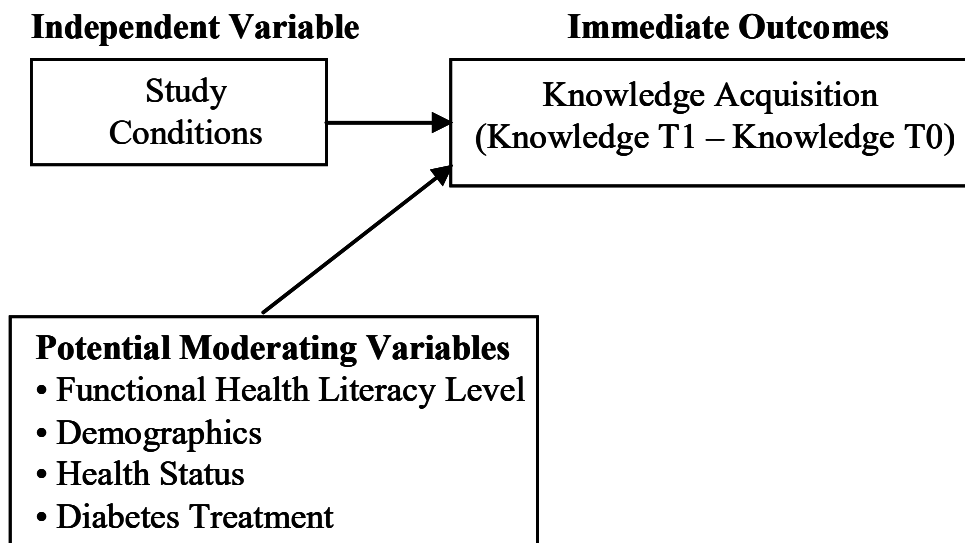 Independent Variable
Study
Conditions
Immediate Outcomes
Knowledge Acquisition
(Knowledge T1 – Knowledge T0)
Potential Moderating Variables
• Functional Health Literacy Level
• Demographics
• Health Status
• Diabetes Treatment